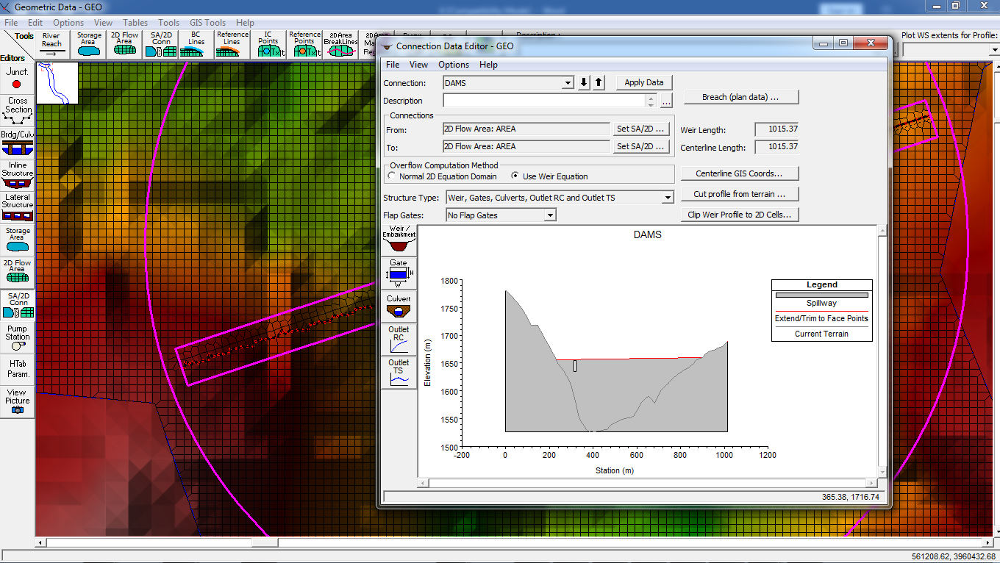 Geometric Data - GEO
File Edit Options View Tables Tools GIS Tools Help
Tools
Editors
River Reach
Storage Area
2D Flow Area
SA/2D Conn
BC Lines
Reference Lines
IC Points
Reference Points
2D Area BreakLines
2D Area
Description :
Plot WS extents for Profile:
Junct.
Cross Section
Brdg/Culv
Inline Structure
Lateral Structure
Storage Area
2D Flow Area
SA/2D Conn
Pump Station
HTab Param.
View Picture
Connection Data Editor - GEO
File View Options Help
Connection: DAMS Apply Data
Description ... Breach (plan data) ...
Connections
From: 2D Flow Area: AREA Set SA/2D ... Weir Length: 1015.37
To: 2D Flow Area: AREA Set SA/2D ... Centerline Length: 1015.37
Overflow Computation Method
Normal 2D Equation Domain Use Weir Equation Centerline GIS Coords...
Structure Type: Weir, Gates, Culverts, Outlet RC and Outlet TS Cut profile from terrain ...
Flap Gates: No Flap Gates Clip Weir Profile to 2D Cells...
Weir / Embankment
Gate
H
W
Culvert
Outlet RC
Outlet TS
DAMS
1800
1750
1700
1650
1600
1550
1500
Elevation (m)
-200 0 200 400 600 800 1000 1200
Station (m)
Legend
Spillway
Extend/Trim to Face Points
Current Terrain
365.38, 1716.74
561208.62, 3960432.68